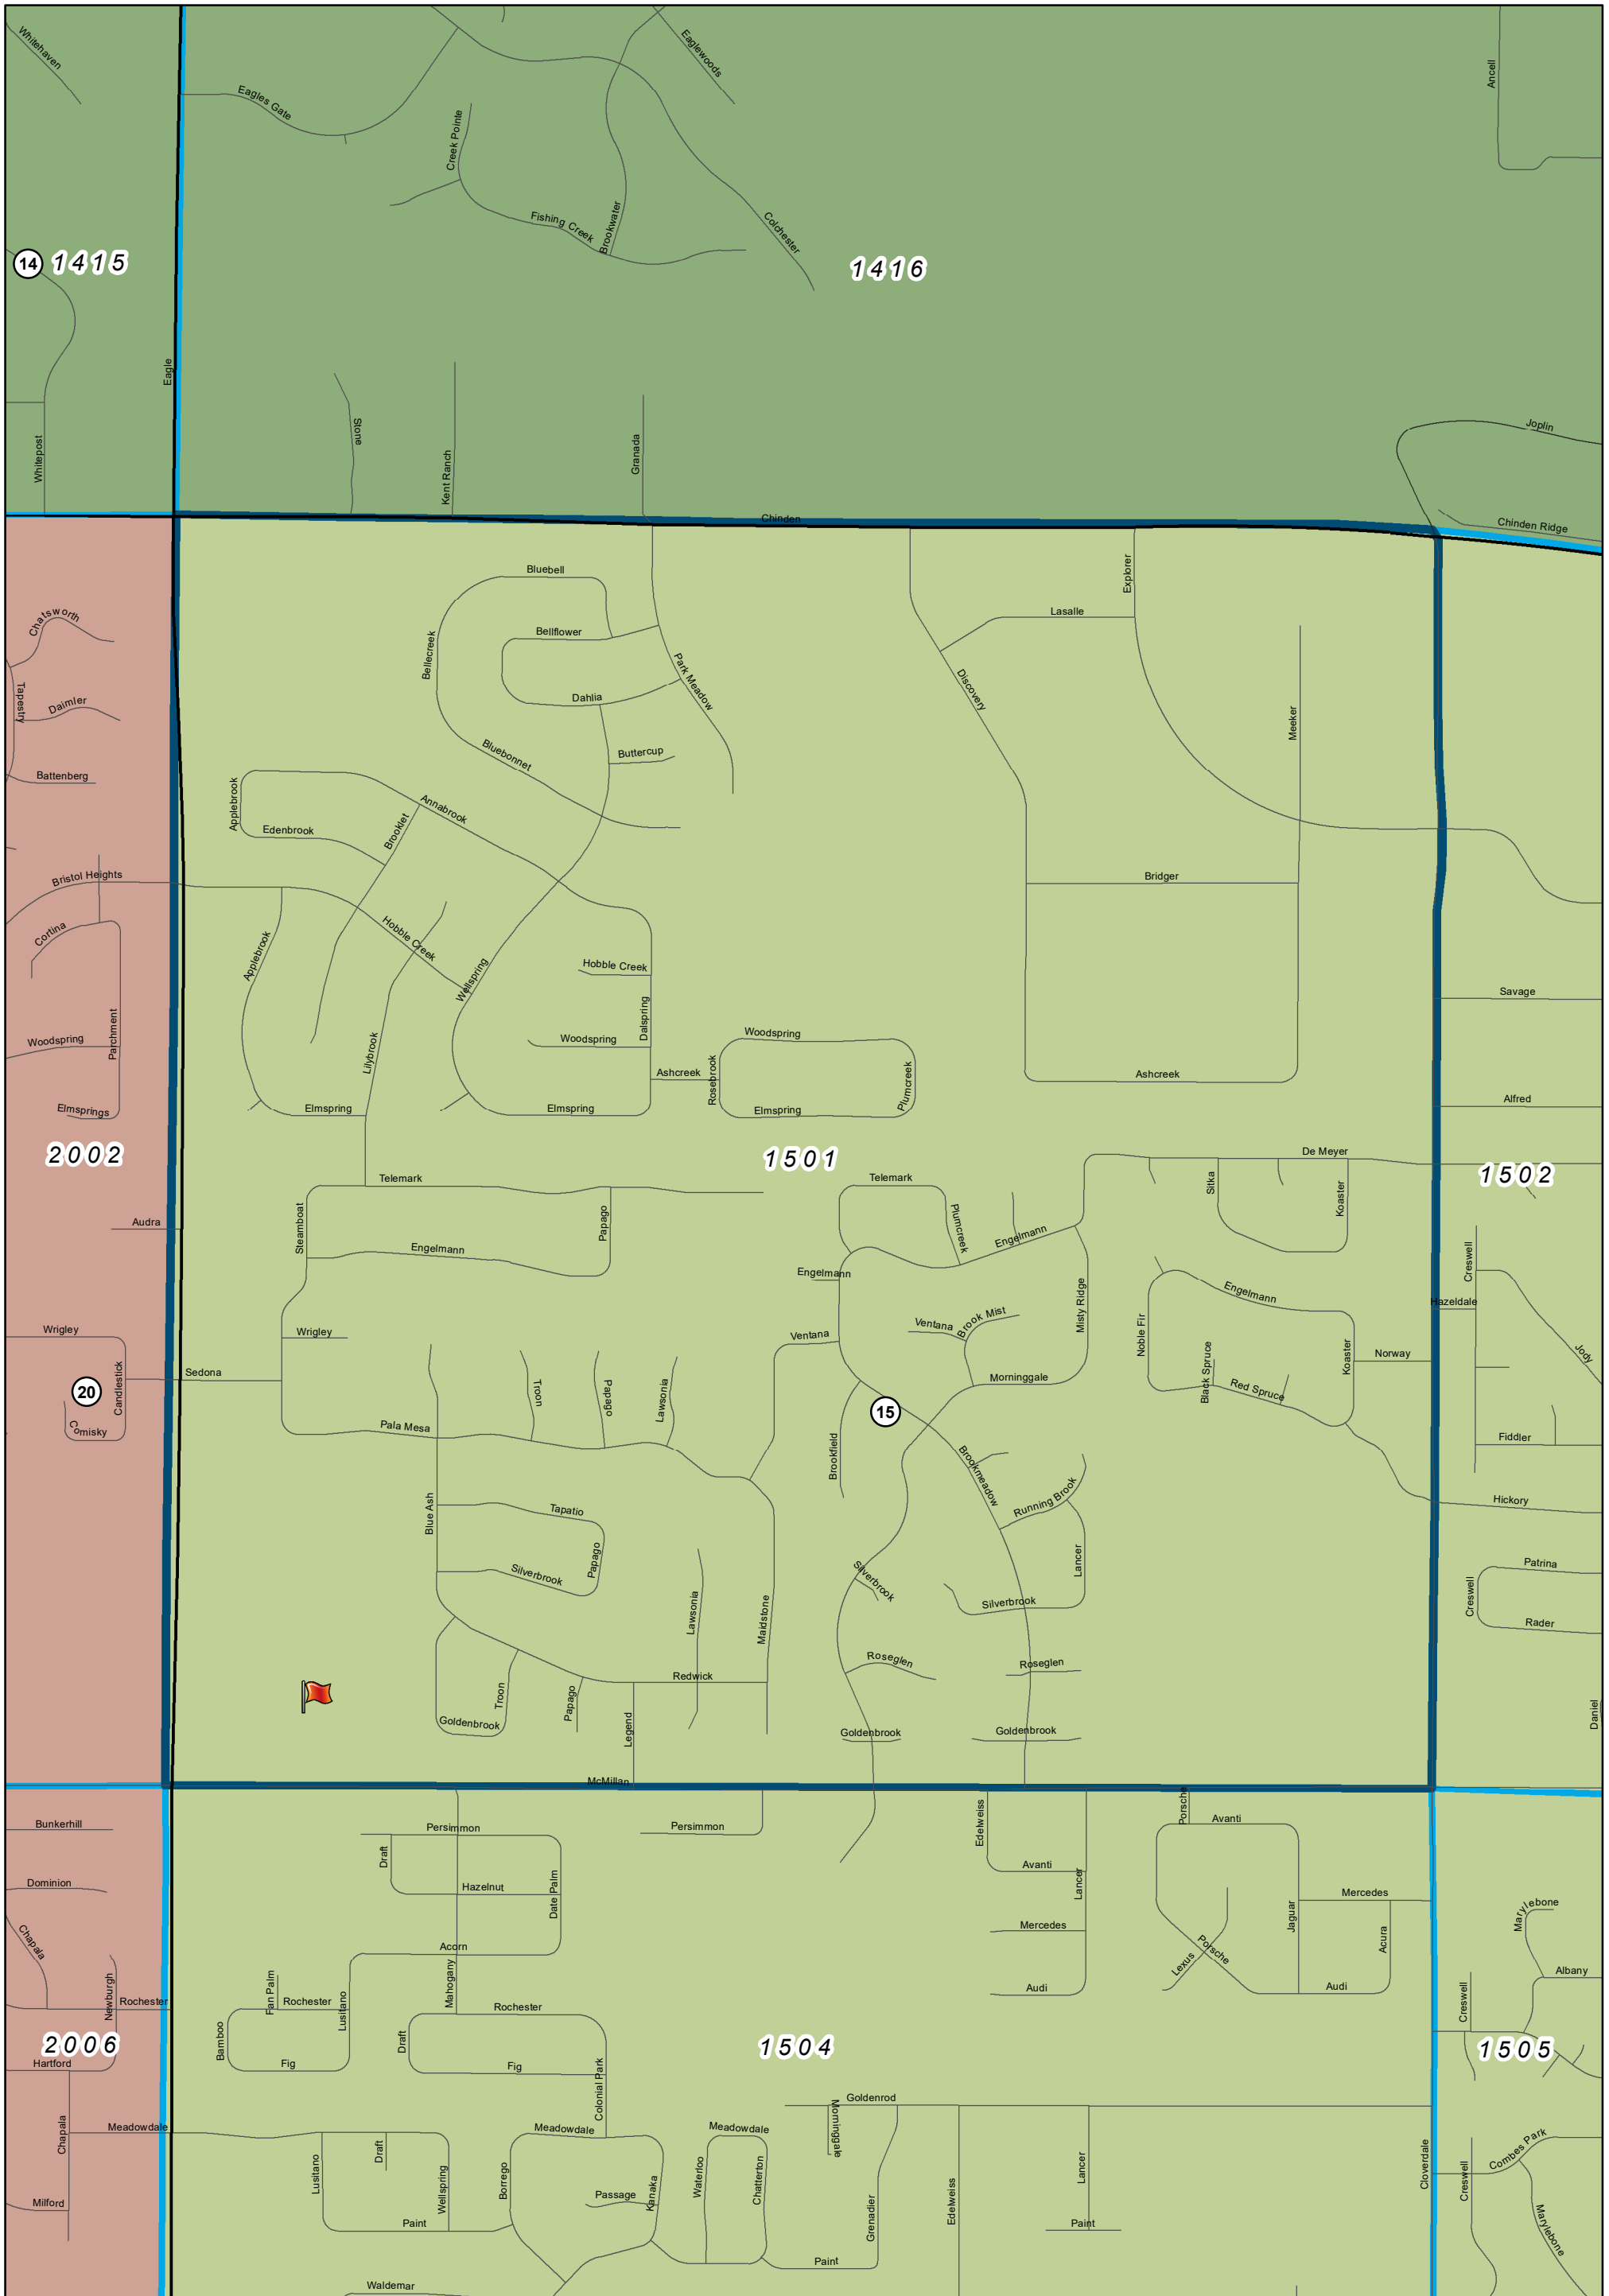 Whitehaven
Eaglewoods
Ancell
Eagles Gate
Creek Pointe
Fishing Creek
Brookwater
Colchester
14
1415
1416
Eagle
Whitepost
Stone
Kent Ranch
Granada
Joplin
Chinden
Chinden Ridge
Chatsworth
Tapestry
Daimler
Battenberg
Bluebell
Bellflower
Bellecreek
Park Meadow
Dahlia
Bluebonnet
Buttercup
Explorer
Lasalle
Discovery
Meeker
Applebrook
Annabrook
Edenbrook
Brooklet
Bristol Heights
Cortina
Bridger
Applebrook
Hobble Creek
Wellspring
Hobble Creek
Dalspring
Savage
Woodspring
Parchment
Lilybrook
Woodspring
Woodspring
Ashcreek
Rosebrook
Plumcreek
Ashcreek
Elmsprings
Elmspring
Elmspring
Elmspring
Alfred
2002
1501
De Meyer
1502
Telemark
Telemark
Sitka
Koaster
Audra
Steamboat
Papago
Engelmann
Plumcreek
Engelmann
Creswell
Engelmann
Engelmann
Hazeldale
Wrigley
Wrigley
Ventana
Ventana
Brook Mist
Misty Ridge
Noble Fir
Koaster
Norway
Jody
Candlestick
Sedona
20
Morninggale
Black Spruce
Red Spruce
Troon
Papago
Lawsonia
15
Comisky
Pala Mesa
Brookfield
Fiddler
Brookmeadow
Running Brook
Hickory
Blue Ash
Tapatio
Papago
Silverbrook
Silverbrook
Lancer
Patrina
Creswell
Silverbrook
Lawsonia
Maidstone
Rader
Roseglen
Roseglen
Redwick
Troon
Papago
Goldenbrook
Legend
Goldenbrook
Goldenbrook
Daniel
McMillan
Bunkerhill
Persimmon
Persimmon
Edelweiss
Porsche
Avanti
Draft
Avanti
Dominion
Hazelnut
Date Palm
Lancer
Mercedes
Marylebone
Chapala
Mercedes
Jaguar
Acura
Acorn
Lexus
Porsche
Albany
Newburgh
Rochester
Fan Palm
Rochester
Lusitano
Mahogany
Rochester
Audi
Audi
Creswell
2006
Bamboo
Draft
1504
1505
Hartford
Fig
Fig
Colonial Park
Goldenrod
Morninggale
Chapala
Meadowdale
Draft
Meadowdale
Meadowdale
Combes Park
Lusitano
Wellspring
Borrego
Waterloo
Chatterton
Lancer
Cloverdale
Creswell
Milford
Passage
Kanaka
Grenadier
Edelweiss
Paint
Paint
Marylebone
Paint
Waldemar